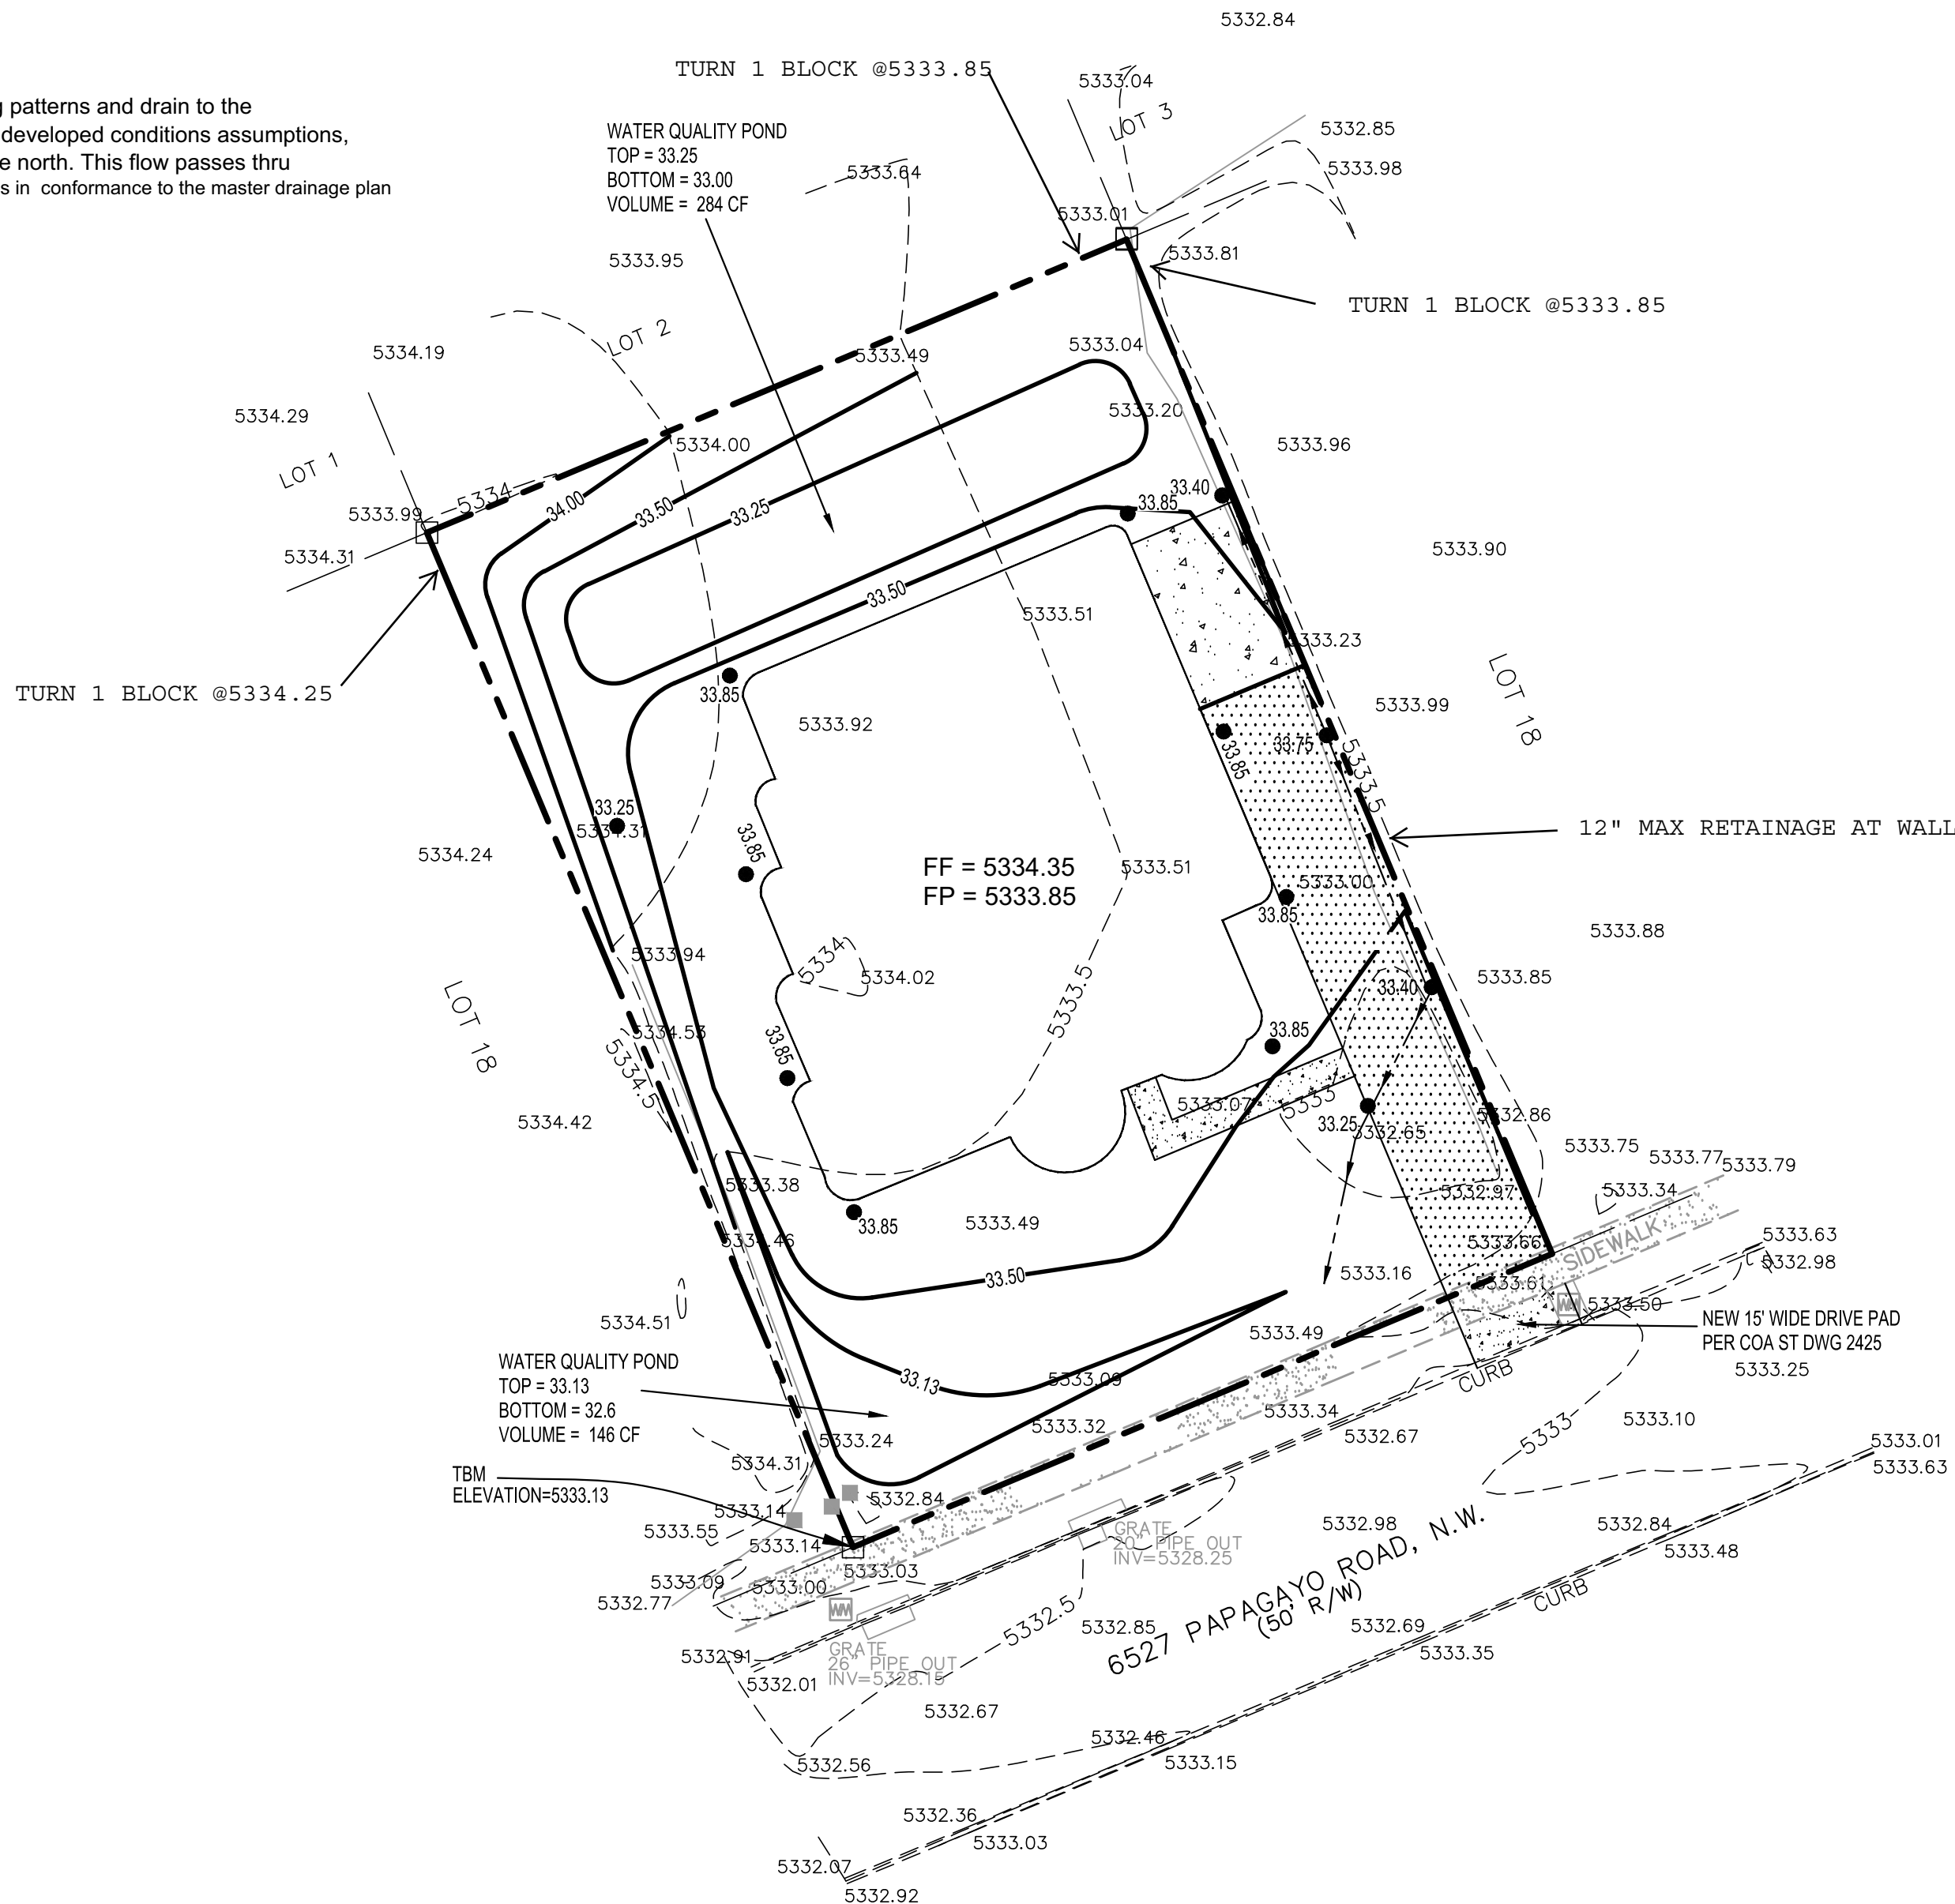 5332.84
TURN 1 BLOCK @5333.85
5333.04
g patterns and drain to the
developed conditions assumptions,
e north. This flow passes thru
s in conformance to the master drainage plan
LOT 3
5332.85
WATER QUALITY POND
TOP = 33.25
BOTTOM = 33.00
VOLUME = 284 CF
5333.64
5333.98
5333.01
5333.95
5333.81
TURN 1 BLOCK @5333.85
LOT 2
5334.19
5333.49
5333.04
5334.29
5333.20
5334.00
5333.96
LOT 1
5334
34.00
33.50
33.25
33.40
33.85
5333.99
5334.31
5333.90
33.50
5333.51
5333.23
TURN 1 BLOCK @5334.25
33.85
5333.99
LOT 18
5333.92
33.85
33.75
5333.5
33.25
5334.31
12" MAX RETAINAGE AT WALL
33.85
5334.24
FF = 5334.35
FP = 5333.85
5333.51
5333.00
33.85
5333.88
5333.94
5334
5334.02
5333.5
33.40
5333.85
LOT 18
5334.53
5334.5
33.85
33.85
5334.42
5333.07
5333
33.25
5332.65
5332.86
5333.75
5333.77
5333.79
5333.38
5332.97
5333.34
33.85
5333.49
5334.46
5333.66
SIDEWALK
5333.63
5332.98
33.50
5333.16
5333.61
WM
5333.50
5334.51
5333.49
NEW 15' WIDE DRIVE PAD
PER COA ST DWG 2425
5333.25
WATER QUALITY POND
TOP = 33.13
BOTTOM = 32.6
VOLUME = 146 CF
33.13
5333.09
CURB
5333.34
5333.32
5332.67
5333
5333.10
5333.24
5333.01
5333.63
5334.31
TBM
ELEVATION=5333.13
5332.84
5333.14
5333.55
5333.14
GRATE
20" PIPE OUT
INV=5328.25
5332.98
5332.84
5333.48
5333.03
5333.09
5333.00
5332.77
WM
CURB
5332.5
5332.85
6527 PAPAGAYO ROAD, N.W.
(50' R/W)
5332.69
5333.35
5332.91
GRATE
26" PIPE OUT
INV=5328.15
5332.01
5332.67
5332.46
5333.15
5332.56
5332.36
5333.03
5332.07
5332.92